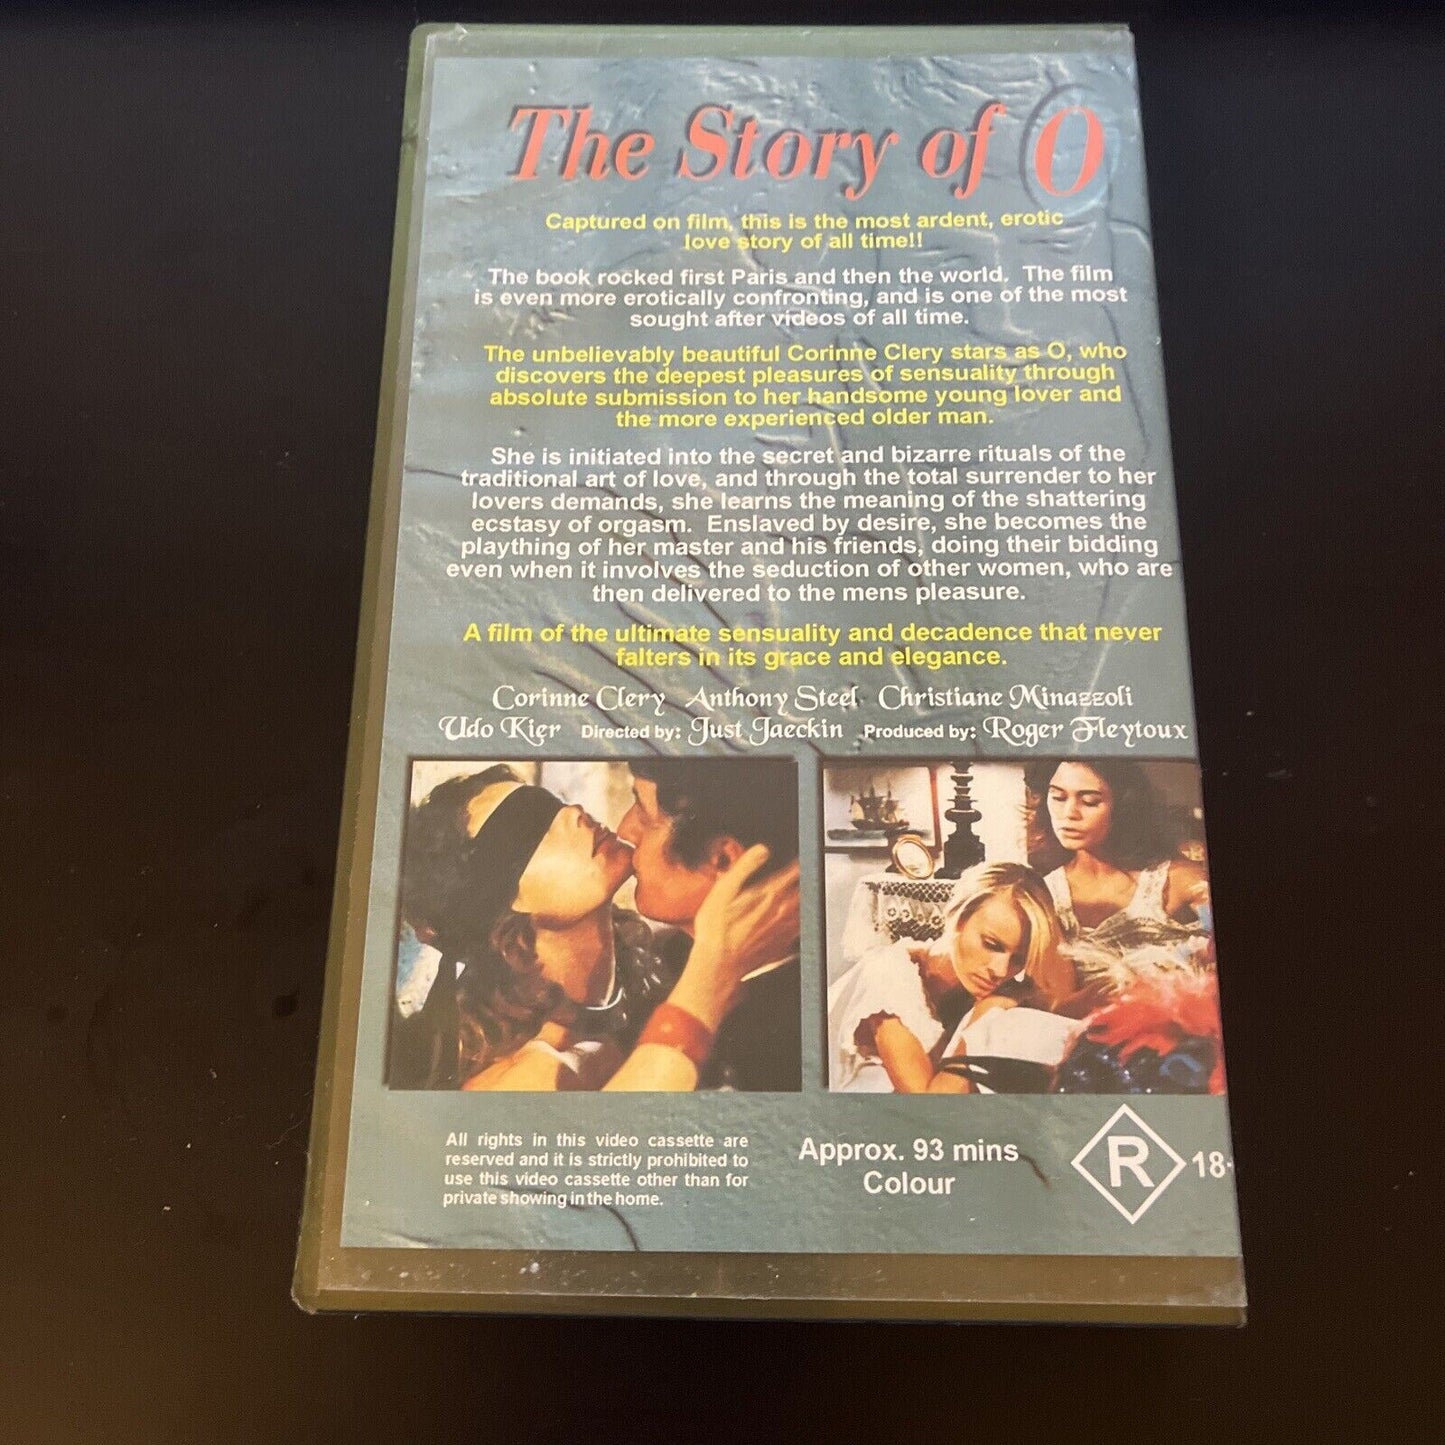 The Story of O
Captured on film, this is the most ardent, erotic
love story of all time!!
The book rocked first Paris and then the world. The film
is even more erotically confronting, and is one of the most
sought after videos of all time.
The unbelievably beautiful Corinne Clery stars as O, who
discovers the deepest pleasures of sensuality through
absolute submission to her handsome young lover and
the more experienced older man.
She is initiated into the secret and bizarre rituals of the
traditional art of love, and through the total surrender to her
lovers demands, she learns the meaning of the shattering
ecstasy of orgasm. Enslaved by desire, she becomes the
plaything of her master and his friends, doing their bidding
even when it involves the seduction of other women, who are
then delivered to the mens pleasure.
A film of the ultimate sensuality and decadence that never
falters in its grace and elegance.
Corinne Clery Anthony Steel Christiane Minazzoli
Udo Kier Directed by: Just Jaeckin Produced by: Roger Fleytoux
All rights in this video cassette are
reserved and it is strictly prohibited to
use this video cassette other than for
private showing in the home.
Approx. 93 mins
Colour
R 18+